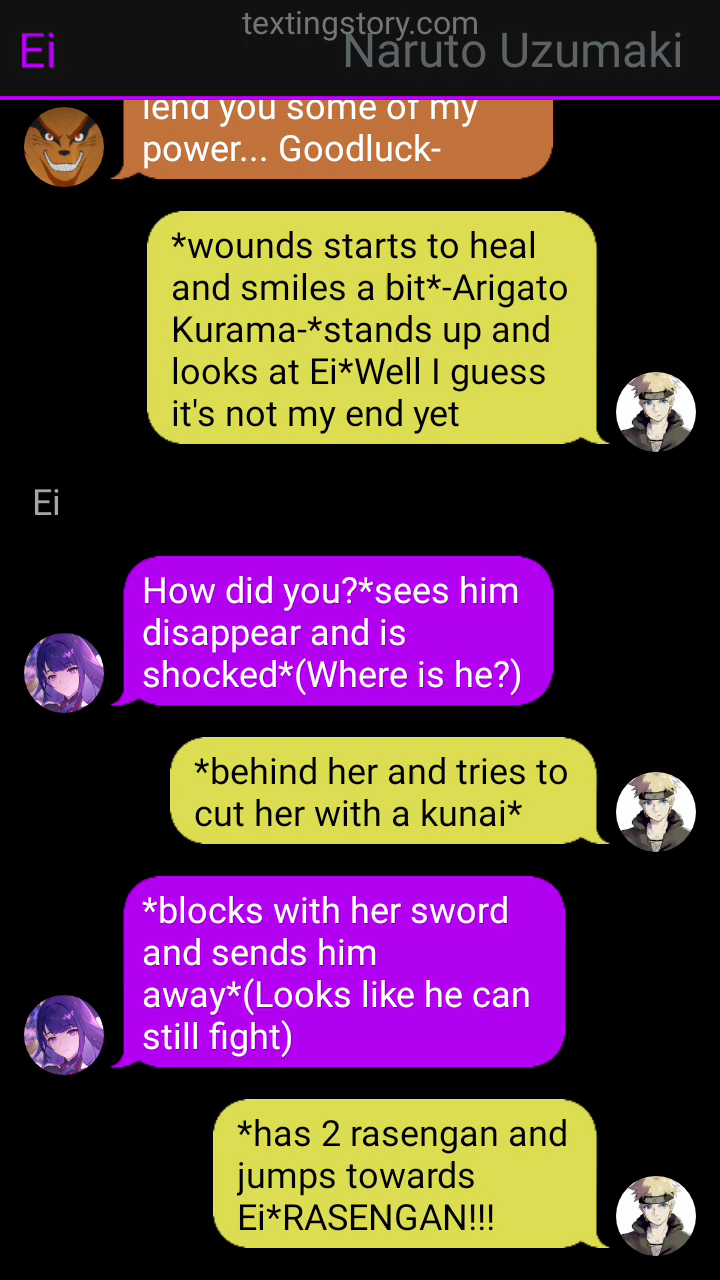 textingstory.com
Ei
Naruto Uzumaki
lend you some of my
power... Goodluck-
*wounds starts to heal
and smiles a bit*-Arigato
Kurama-*stands up and
looks at Ei*Well I guess
it's not my end yet
Ei
How did you?*sees him
disappear and is
shocked*(Where is he?)
*behind her and tries to
cut her with a kunai*
*blocks with her sword
and sends him
away*(Looks like he can
still fight)
*has 2 rasengan and
jumps towards
Ei*RASENGAN!!!